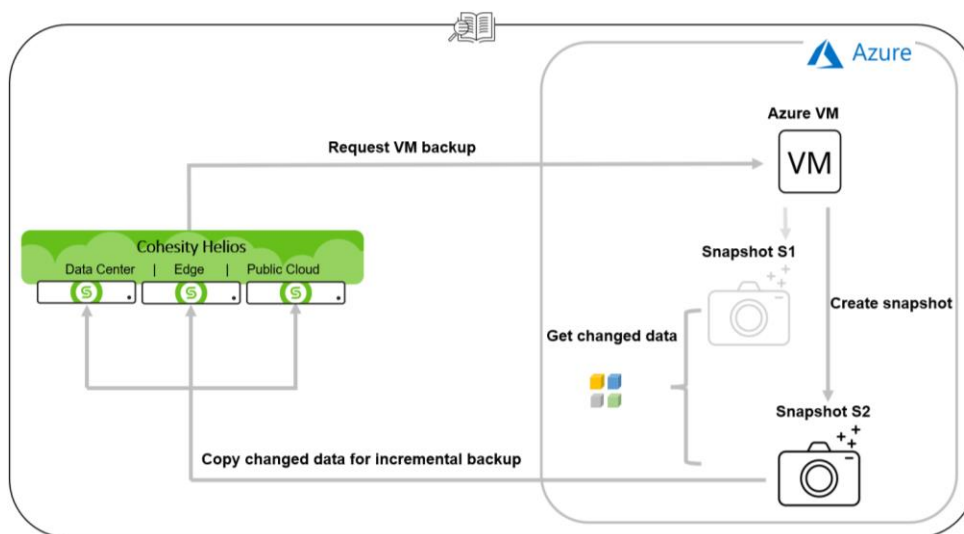 Azure
Azure VM
Request VM backup
VM
Cohesity Helios
Data Center | Edge | Public Cloud
Snapshot S1
Create snapshot
Get changed data
Snapshot S2
Copy changed data for incremental backup